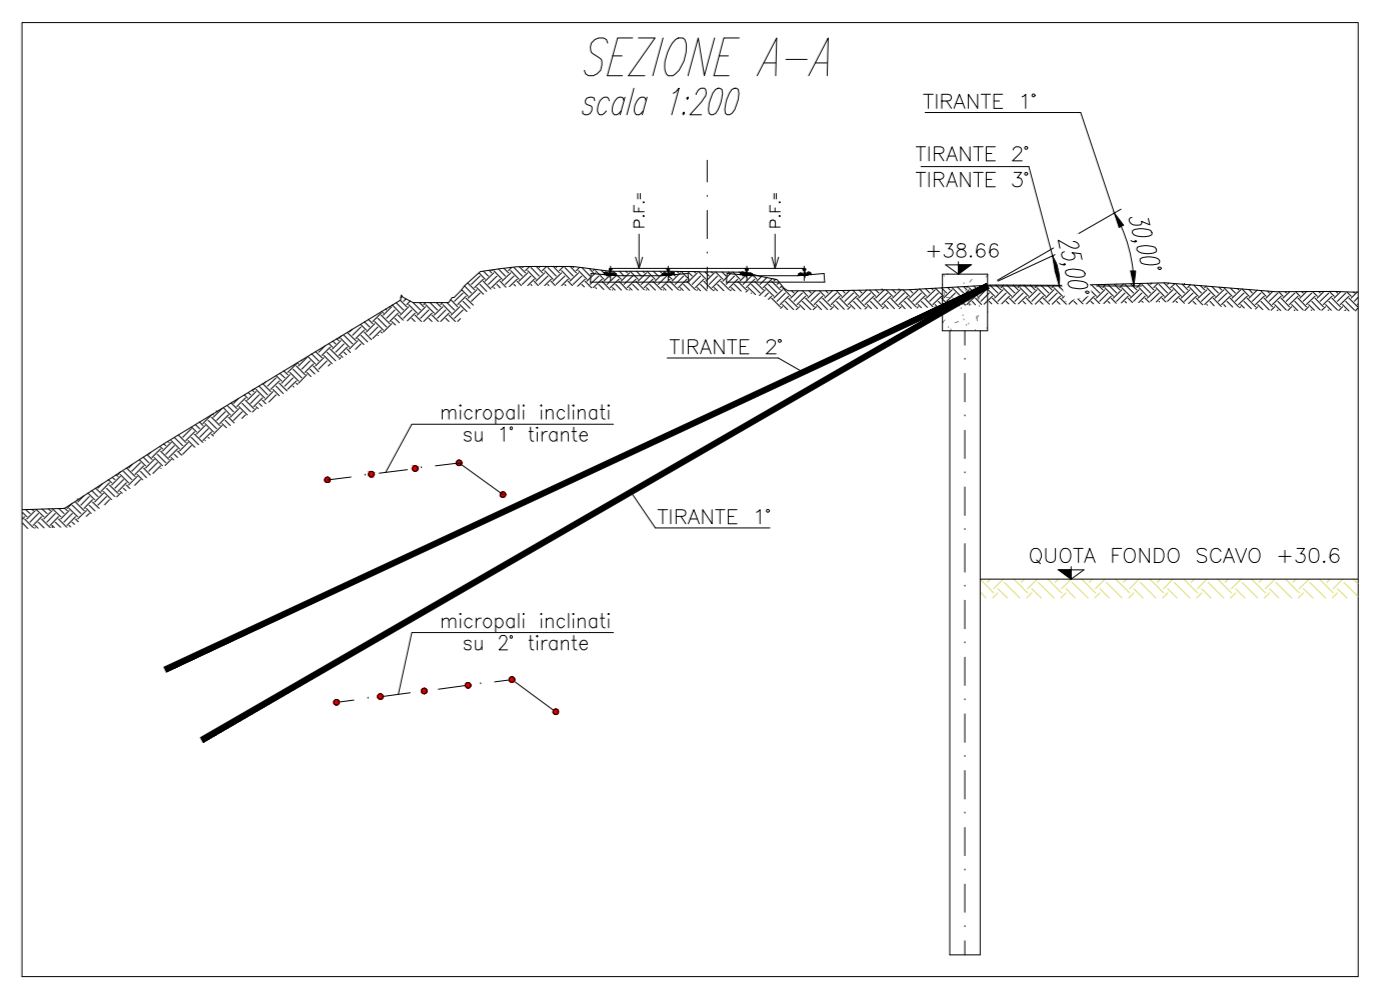 SEZIONE A-A
scala 1:200
TIRANTE 1°
TIRANTE 2°
TIRANTE 3°
P.F.=
P.F.=
30,00°
25,00°
+38.66
TIRANTE 2°
micropali inclinati
su 1° tirante
TIRANTE 1°
QUOTA FONDO SCAVO +30.6
micropali inclinati
su 2° tirante